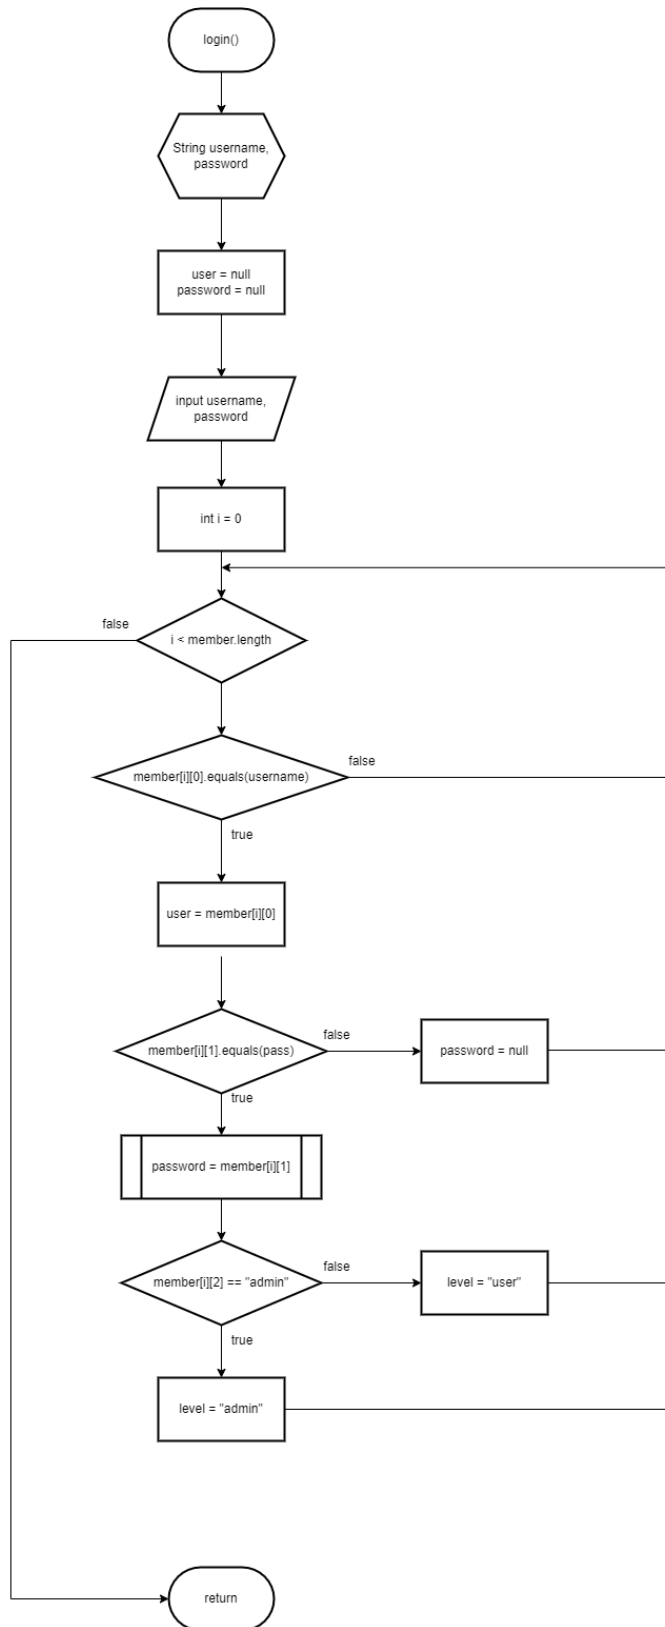 login()
String username,
password
user = null
password = null
input username,
password
int i = 0
false
i < member.length
member[i][0].equals(username)
false
true
user = member[i][0]
member[i][1].equals(pass)
false
password = null
true
password = member[i][1]
member[i][2] == "admin"
false
level = "user"
true
level = "admin"
return